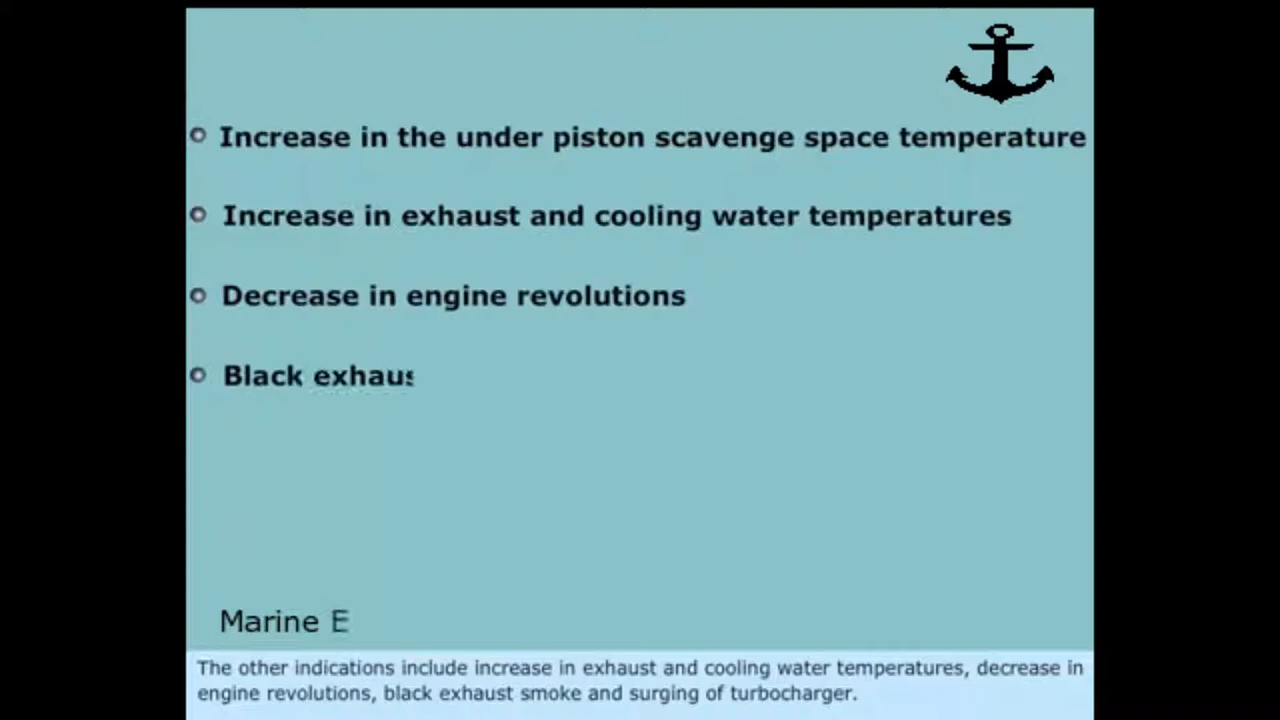 Increase in the under piston scavenge space temperature
Increase in exhaust and cooling water temperatures
Decrease in engine revolutions
Black exhaus
Marine E
The other indications include increase in exhaust and cooling water temperatures, decrease in
engine revolutions, black exhaust smoke and surging of turbocharger.